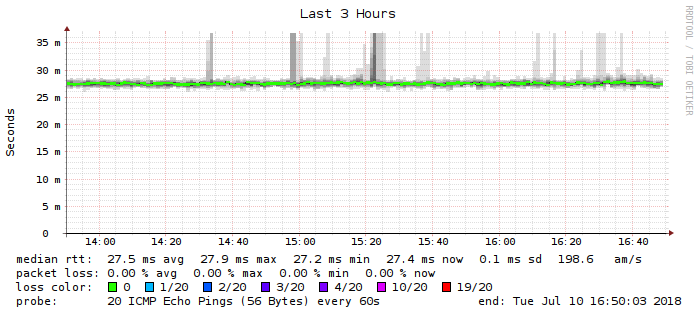 Last 3 Hours
RRDTOOL / TOBI OETIKER
Seconds
35 m
30 m
25 m
20 m
15 m
10 m
5 m
0
14:00 14:20 14:40 15:00 15:20 15:40 16:00 16:20 16:40
median rtt: 27.5 ms avg 27.9 ms max 27.2 ms min 27.4 ms now 0.1 ms sd 198.6 am/s
packet loss: 0.00 % avg 0.00 % max 0.00 % min 0.00 % now
loss color: 0 1/20 2/20 3/20 4/20 10/20 19/20
probe: 20 ICMP Echo Pings (56 Bytes) every 60s end: Tue Jul 10 16:50:03 2018